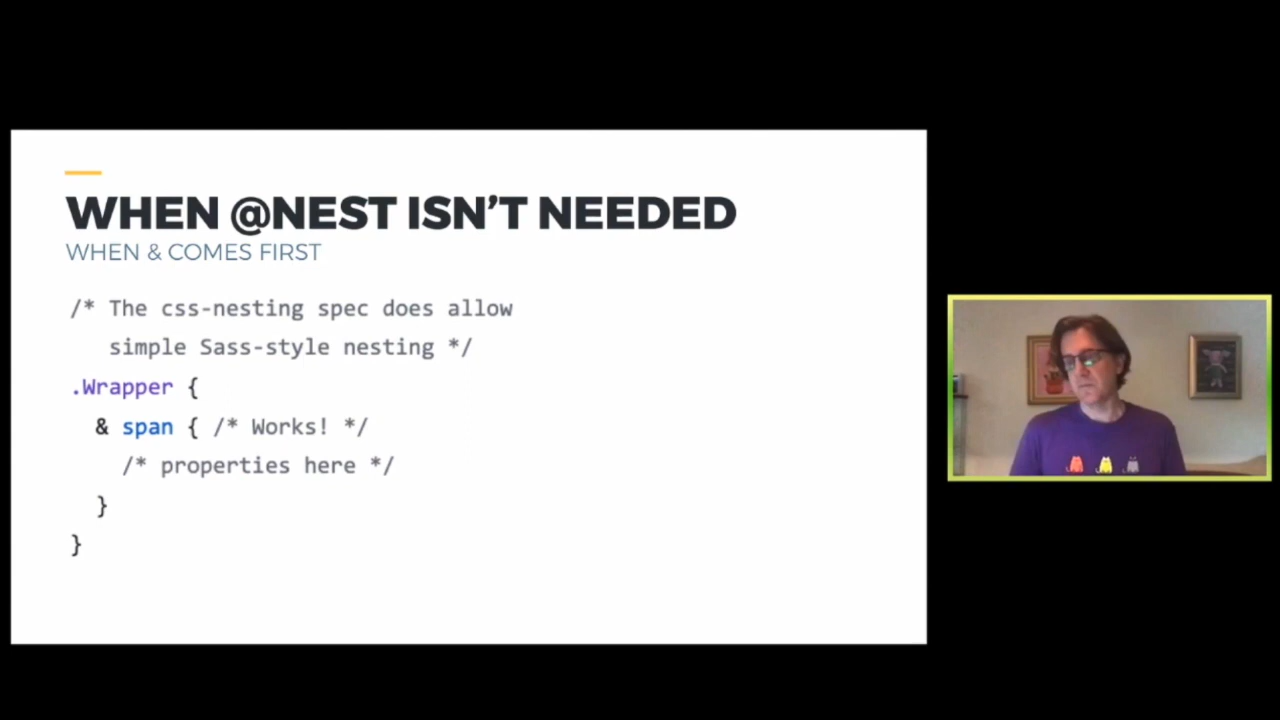 WHEN @NEST ISN’T NEEDED
WHEN & COMES FIRST
/* The css-nesting spec does allow
   simple Sass-style nesting */
.Wrapper {
  & span { /* Works! */
    /* properties here */
  }
}